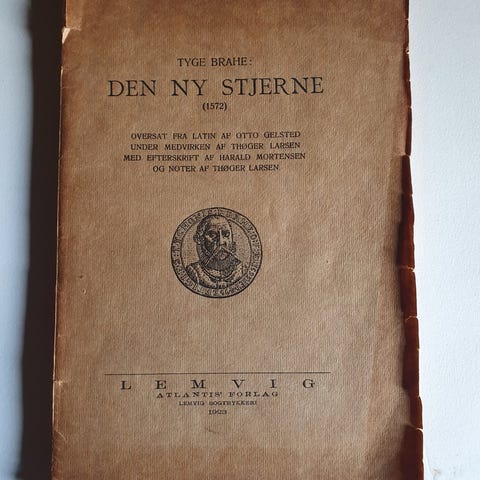 TYGE BRAHE:
DEN NY STJERNE
(1572)
OVERSAT FRA LATIN AF OTTO GELSTED
UNDER MEDVIRKEN AF THØGER LARSEN
MED EFTERSKRIFT AF HARALD MORTENSEN
OG NOTER AF THØGER LARSEN
LEMVIG
ATLANTIS' FORLAG
LEMVIG BOGTRYKKERI
1923